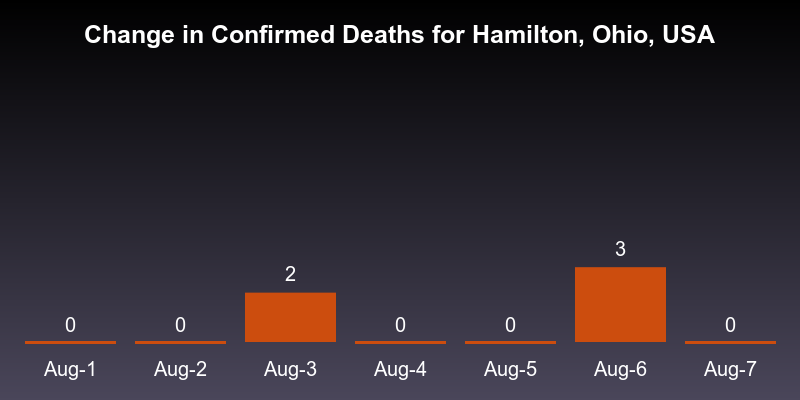 Change in Confirmed Deaths for Hamilton, Ohio, USA
3
2
0 0 0 0 0
Aug-1 Aug-2 Aug-3 Aug-4 Aug-5 Aug-6 Aug-7